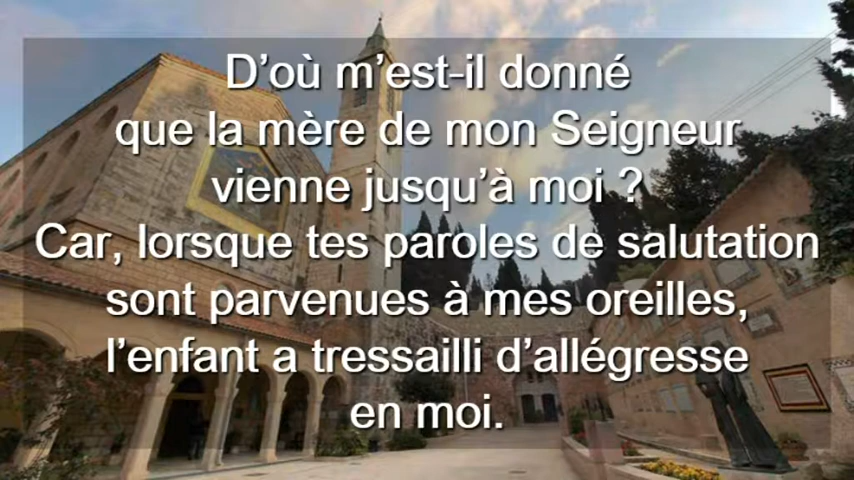 D’où m’est-il donné
que la mère de mon Seigneur
vienne jusqu’à moi ?
Car, lorsque tes paroles de salutation
sont parvenues à mes oreilles,
l’enfant a tressailli d’allégresse
en moi.